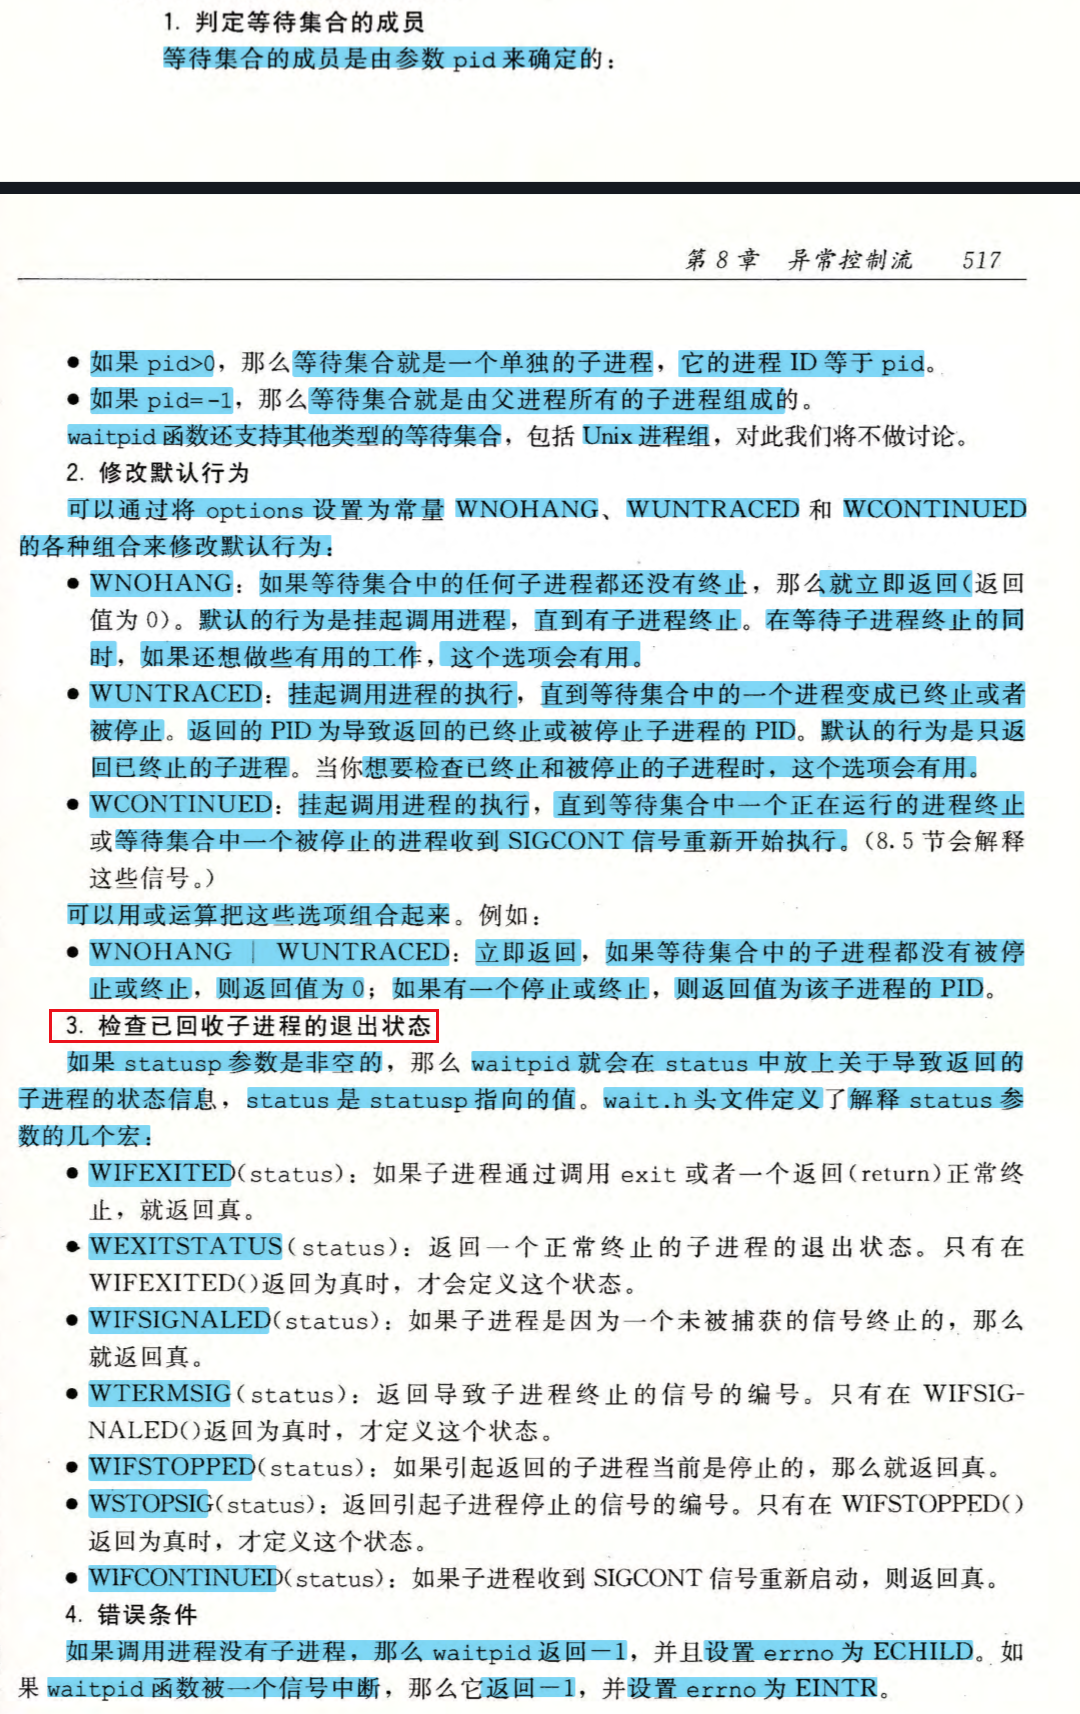 1. 判定等待集合的成员
等待集合的成员是由参数 pid 来确定的：
第 8 章 异常控制流 517
● 如果 pid>0，那么等待集合就是一个单独的子进程，它的进程 ID 等于 pid。
● 如果 pid=-1，那么等待集合就是由父进程所有的子进程组成的。
waitpid 函数还支持其他类型的等待集合，包括 Unix 进程组，对此我们将不做讨论。
2. 修改默认行为
可以通过将 options 设置为常量 WNOHANG、WUNTRACED 和 WCONTINUED
的各种组合来修改默认行为：
● WNOHANG：如果等待集合中的任何子进程都还没有终止，那么就立即返回(返回
值为 0)。默认的行为是挂起调用进程，直到有子进程终止。在等待子进程终止的同
时，如果还想做些有用的工作，这个选项会有用。
● WUNTRACED：挂起调用进程的执行，直到等待集合中的一个进程变成已终止或者
被停止。返回的 PID 为导致返回的已终止或被停止子进程的 PID。默认的行为是只返
回已终止的子进程。当你想要检查已终止和被停止的子进程时，这个选项会有用。
● WCONTINUED：挂起调用进程的执行，直到等待集合中一个正在运行的进程终止
或等待集合中一个被停止的进程收到 SIGCONT 信号重新开始执行。(8.5 节会解释
这些信号。)
可以用或运算把这些选项组合起来。例如：
● WNOHANG | WUNTRACED：立即返回，如果等待集合中的子进程都没有被停
止或终止，则返回值为 0；如果有一个停止或终止，则返回值为该子进程的 PID。
3. 检查已回收子进程的退出状态
如果 statusp 参数是非空的，那么 waitpid 就会在 status 中放上关于导致返回的
子进程的状态信息，status 是 statusp 指向的值。wait.h 头文件定义了解释 status 参
数的几个宏：
● WIFEXITED(status)：如果子进程通过调用 exit 或者一个返回(return)正常终
止，就返回真。
● WEXITSTATUS(status)：返回一个正常终止的子进程的退出状态。只有在
WIFEXITED()返回为真时，才会定义这个状态。
● WIFSIGNALED(status)：如果子进程是因为一个未被捕获的信号终止的，那么
就返回真。
● WTERMSIG(status)：返回导致子进程终止的信号的编号。只有在 WIFSIG-
NALED()返回为真时，才定义这个状态。
● WIFSTOPPED(status)：如果引起返回的子进程当前是停止的，那么就返回真。
● WSTOPSIG(status)：返回引起子进程停止的信号的编号。只有在 WIFSTOPPED()
返回为真时，才定义这个状态。
● WIFCONTINUED(status)：如果子进程收到 SIGCONT 信号重新启动，则返回真。
4. 错误条件
如果调用进程没有子进程，那么 waitpid 返回－1，并且设置 errno 为 ECHILD。如
果 waitpid 函数被一个信号中断，那么它返回－1，并设置 errno 为 EINTR。